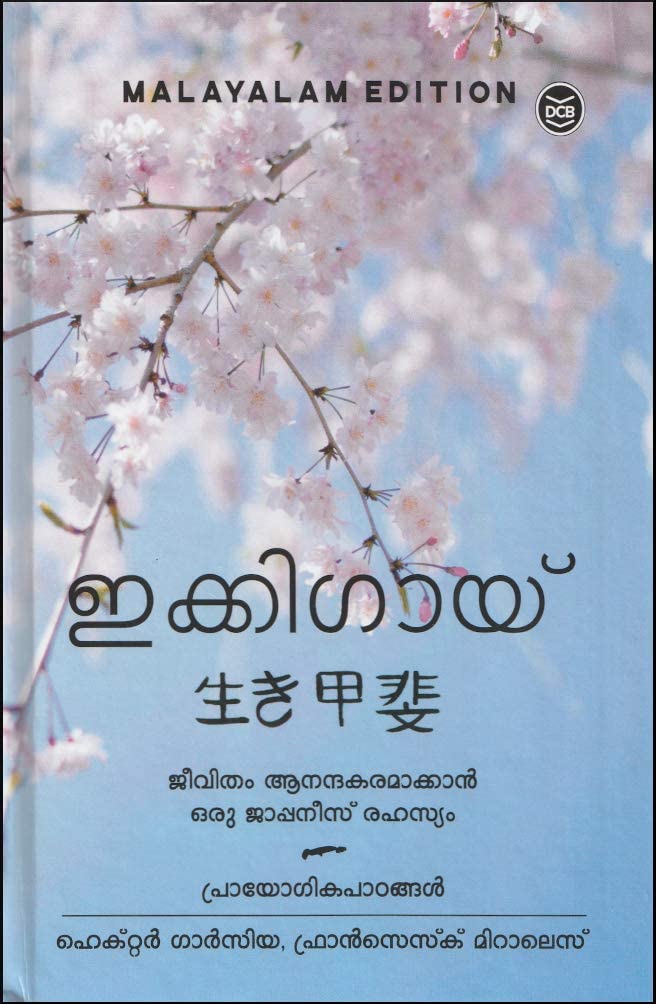 MALAYALAM EDITION
DCB
ഇക്കിഗായ്
生き甲斐
ജീവിതം ആനന്ദകരമാക്കാൻ
ഒരു ജാപ്പനീസ് രഹസ്യം
പ്രായോഗികപാഠങ്ങൾ
ഹെക്റ്റർ ഗാർസിയ, ഫ്രാൻസെസ്ക് മിറാലെസ്